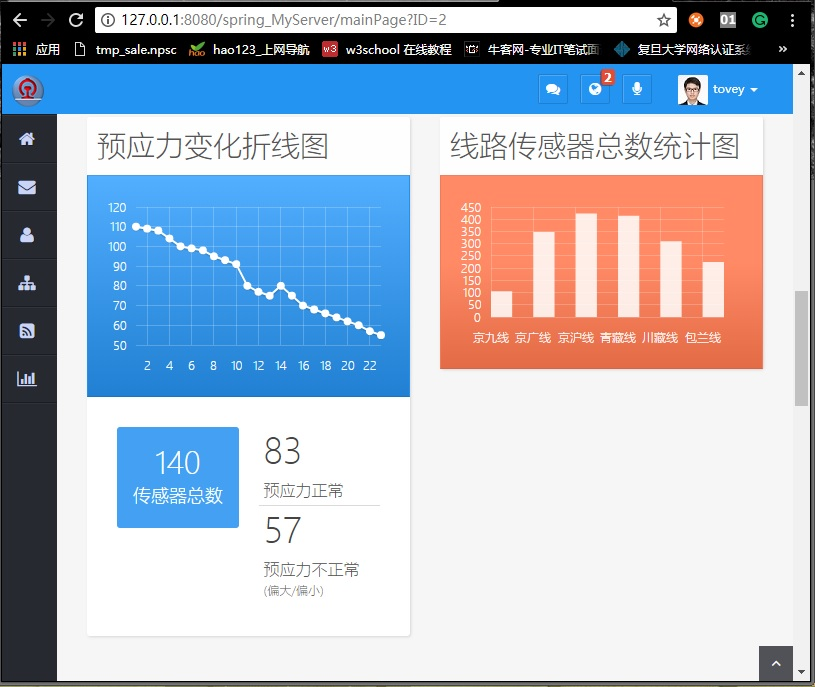 127.0.0.1:8080/spring_MyServer/mainPage?ID=2
应用 tmp_sale.npsc hao123_上网导航 w3school 在线教程 牛客网-专业IT笔试面 复旦大学网络认证系
2 tovey
预应力变化折线图
120
110
100
90
80
70
60
50
2 4 6 8 10 12 14 16 18 20 22
140
传感器总数
83
预应力正常
57
预应力不正常
(偏大/偏小)
线路传感器总数统计图
450
400
350
300
250
200
150
100
50
0
京九线 京广线 京沪线 青藏线 川藏线 包兰线